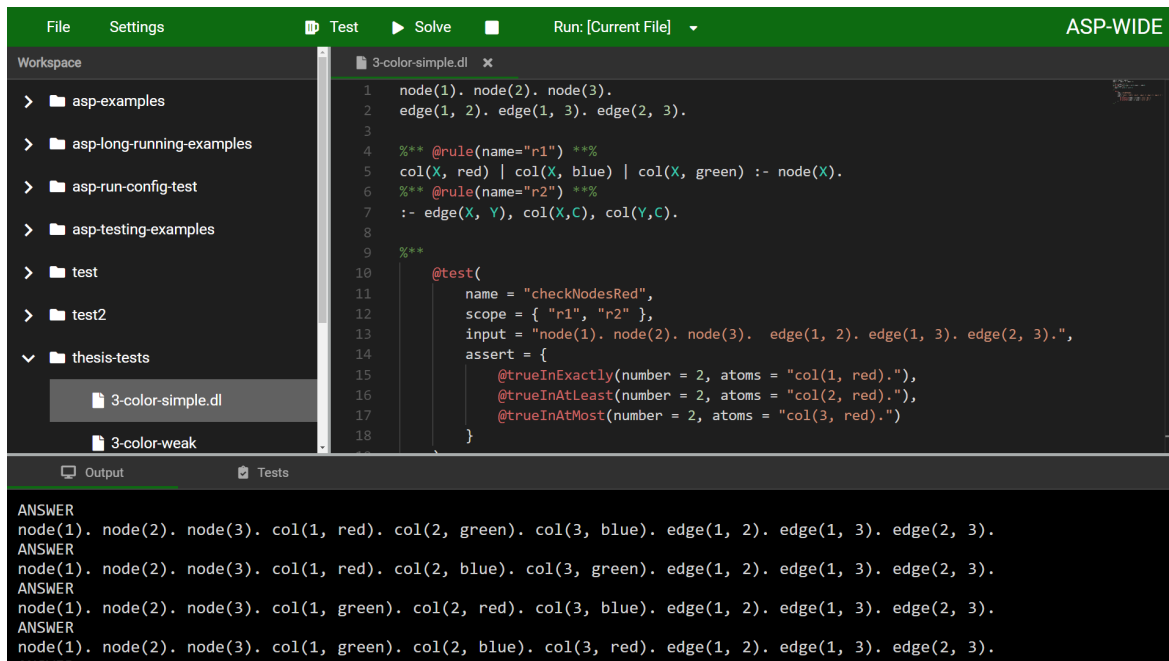 File Settings Test Solve Run: [Current File] ASP-WIDE
Workspace
asp-examples
asp-long-running-examples
asp-run-config-test
asp-testing-examples
test
test2
thesis-tests
3-color-simple.dl
3-color-weak
3-color-simple.dl
1 node(1). node(2). node(3).
2 edge(1, 2). edge(1, 3). edge(2, 3).
3
4 %** @rule(name="r1") **%
5 col(X, red) | col(X, blue) | col(X, green) :- node(X).
6 %** @rule(name="r2") **%
7 :- edge(X, Y), col(X,C), col(Y,C).
8
9 %**
10 @test(
11 name = "checkNodesRed",
12 scope = { "r1", "r2" },
13 input = "node(1). node(2). node(3).  edge(1, 2). edge(1, 3). edge(2, 3).",
14 assert = {
15 @trueInExactly(number = 2, atoms = "col(1, red)."),
16 @trueInAtLeast(number = 2, atoms = "col(2, red)."),
17 @trueInAtMost(number = 2, atoms = "col(3, red).")
18 }
Output Tests
ANSWER
node(1). node(2). node(3). col(1, red). col(2, green). col(3, blue). edge(1, 2). edge(1, 3). edge(2, 3).
ANSWER
node(1). node(2). node(3). col(1, red). col(2, blue). col(3, green). edge(1, 2). edge(1, 3). edge(2, 3).
ANSWER
node(1). node(2). node(3). col(1, green). col(2, red). col(3, blue). edge(1, 2). edge(1, 3). edge(2, 3).
ANSWER
node(1). node(2). node(3). col(1, green). col(2, blue). col(3, red). edge(1, 2). edge(1, 3). edge(2, 3).